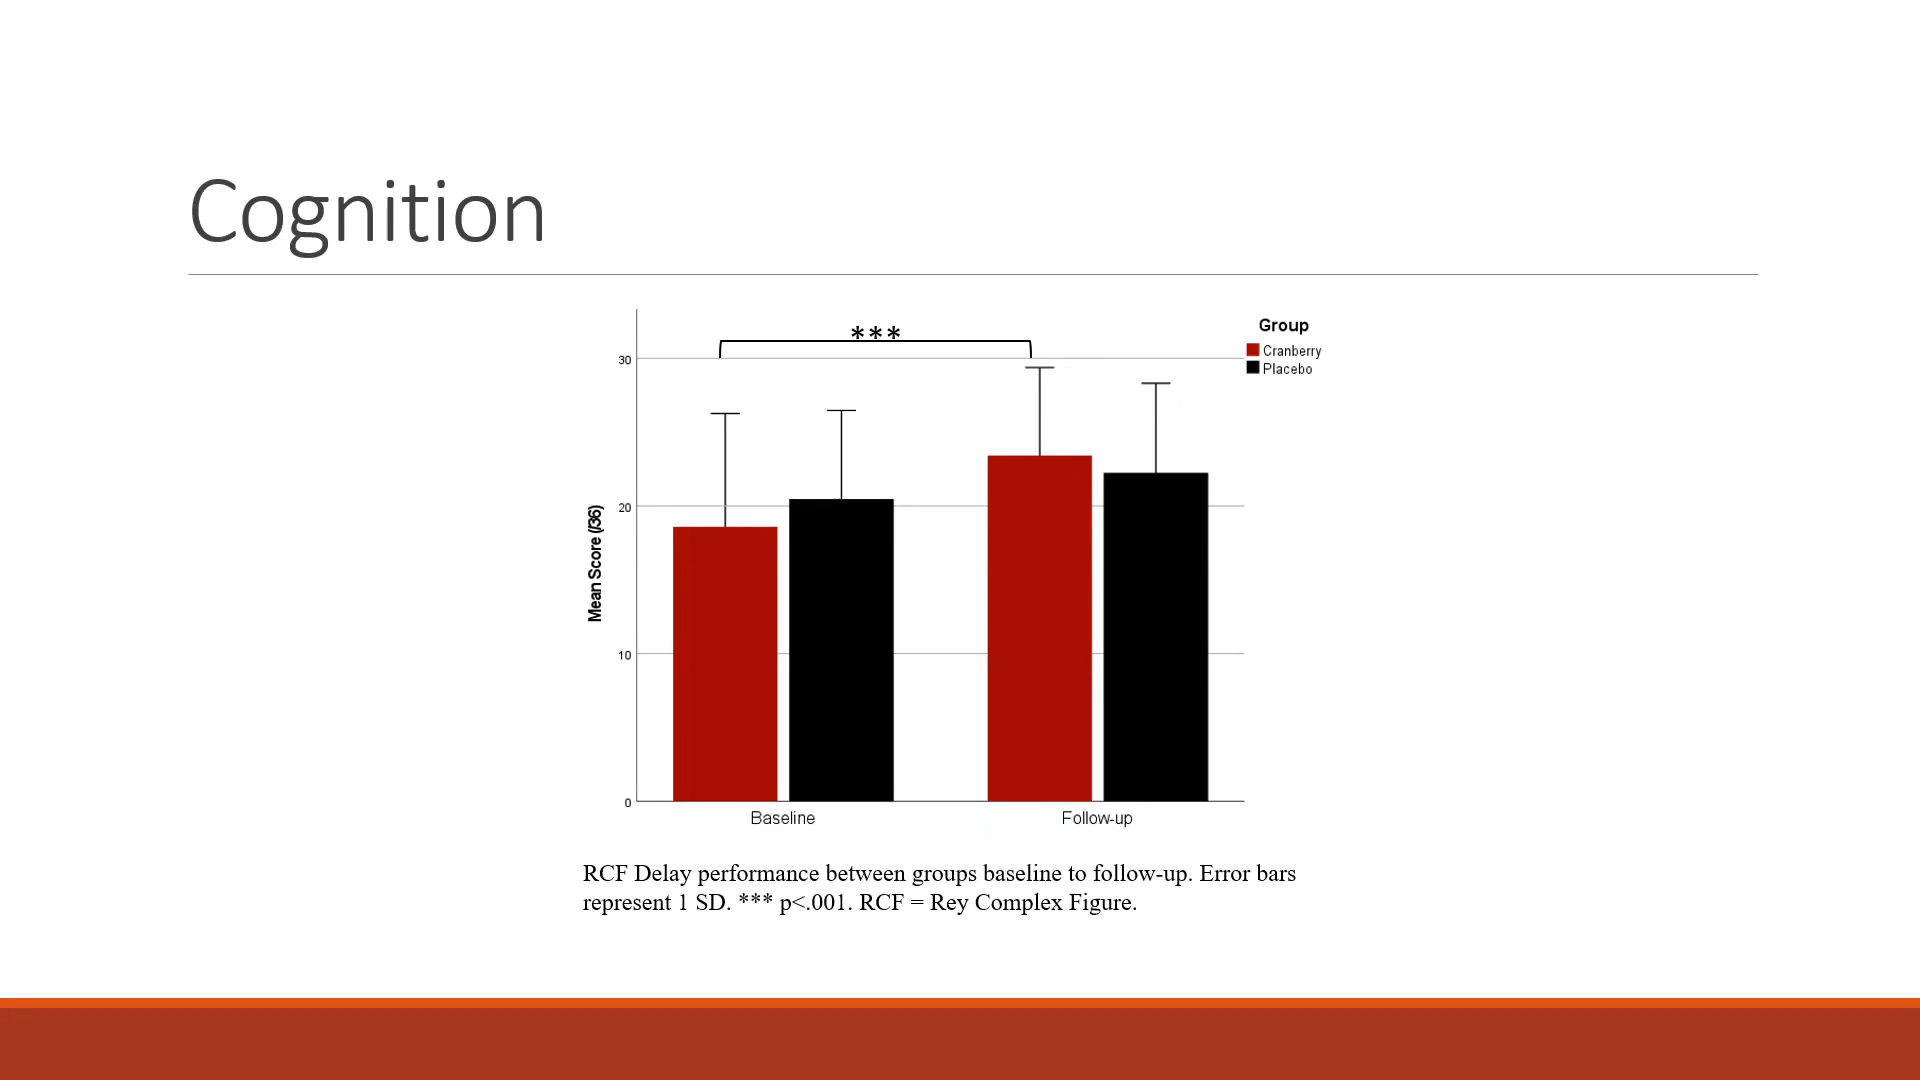 Cognition
***
Group
Cranberry
Placebo
30
20
10
0
Mean Score (/36)
Baseline
Follow-up
RCF Delay performance between groups baseline to follow-up. Error bars
represent 1 SD. *** p<.001. RCF = Rey Complex Figure.